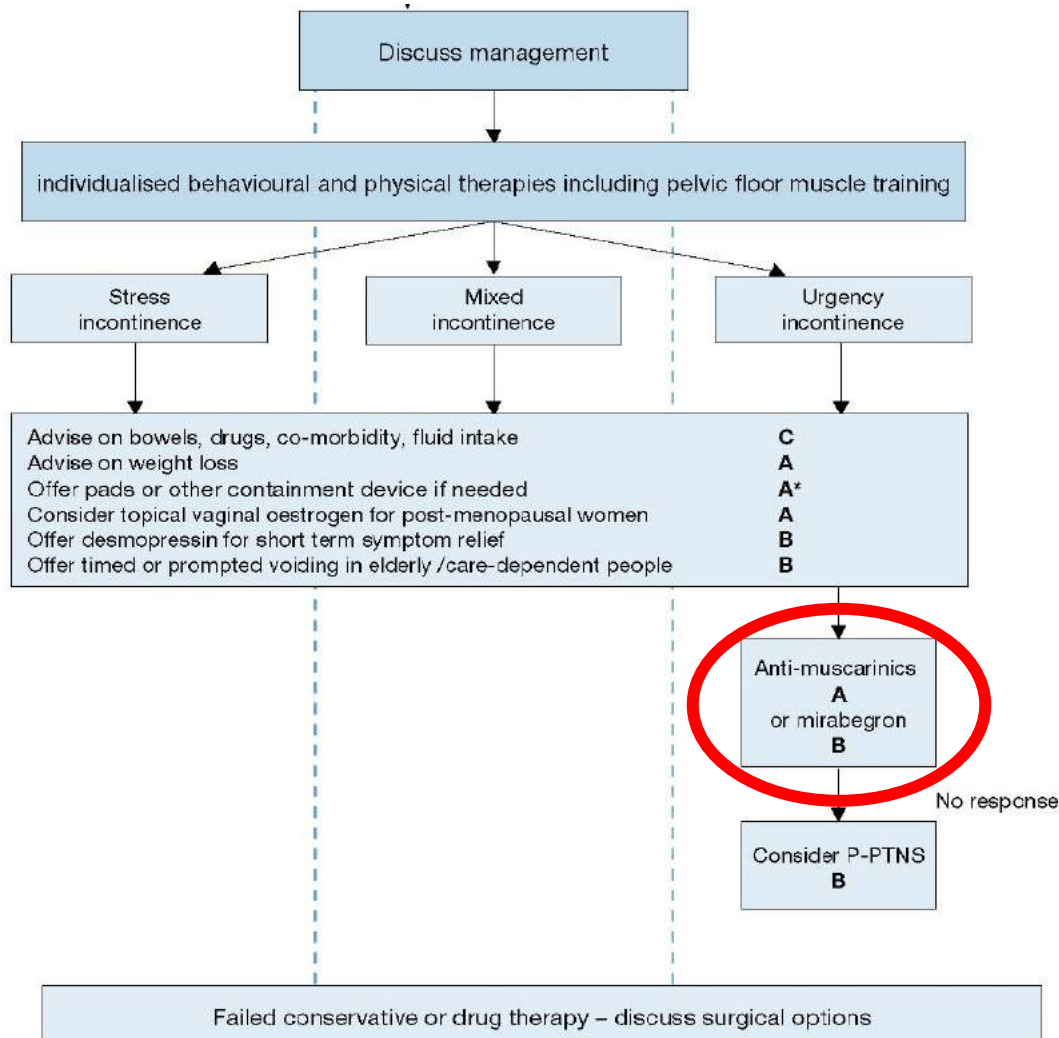 Discuss management
individualised behavioural and physical therapies including pelvic floor muscle training
Stress
incontinence
Mixed
incontinence
Urgency
incontinence
Advise on bowels, drugs, co-morbidity, fluid intake C
Advise on weight loss A
Offer pads or other containment device if needed A*
Consider topical vaginal oestrogen for post-menopausal women A
Offer desmopressin for short term symptom relief B
Offer timed or prompted voiding in elderly /care-dependent people B
Anti-muscarinics
A
or mirabegron
B
No response
Consider P-PTNS
B
Failed conservative or drug therapy – discuss surgical options